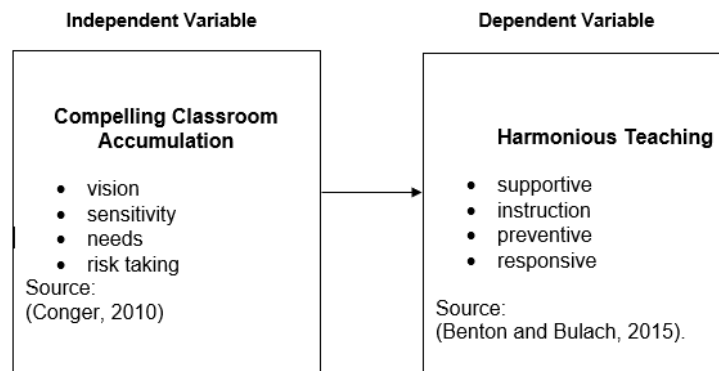 Independent Variable
Dependent Variable
Compelling Classroom
Accumulation
• vision
• sensitivity
• needs
• risk taking
Source:
(Conger, 2010)
Harmonious Teaching
• supportive
• instruction
• preventive
• responsive
Source:
(Benton and Bulach, 2015).